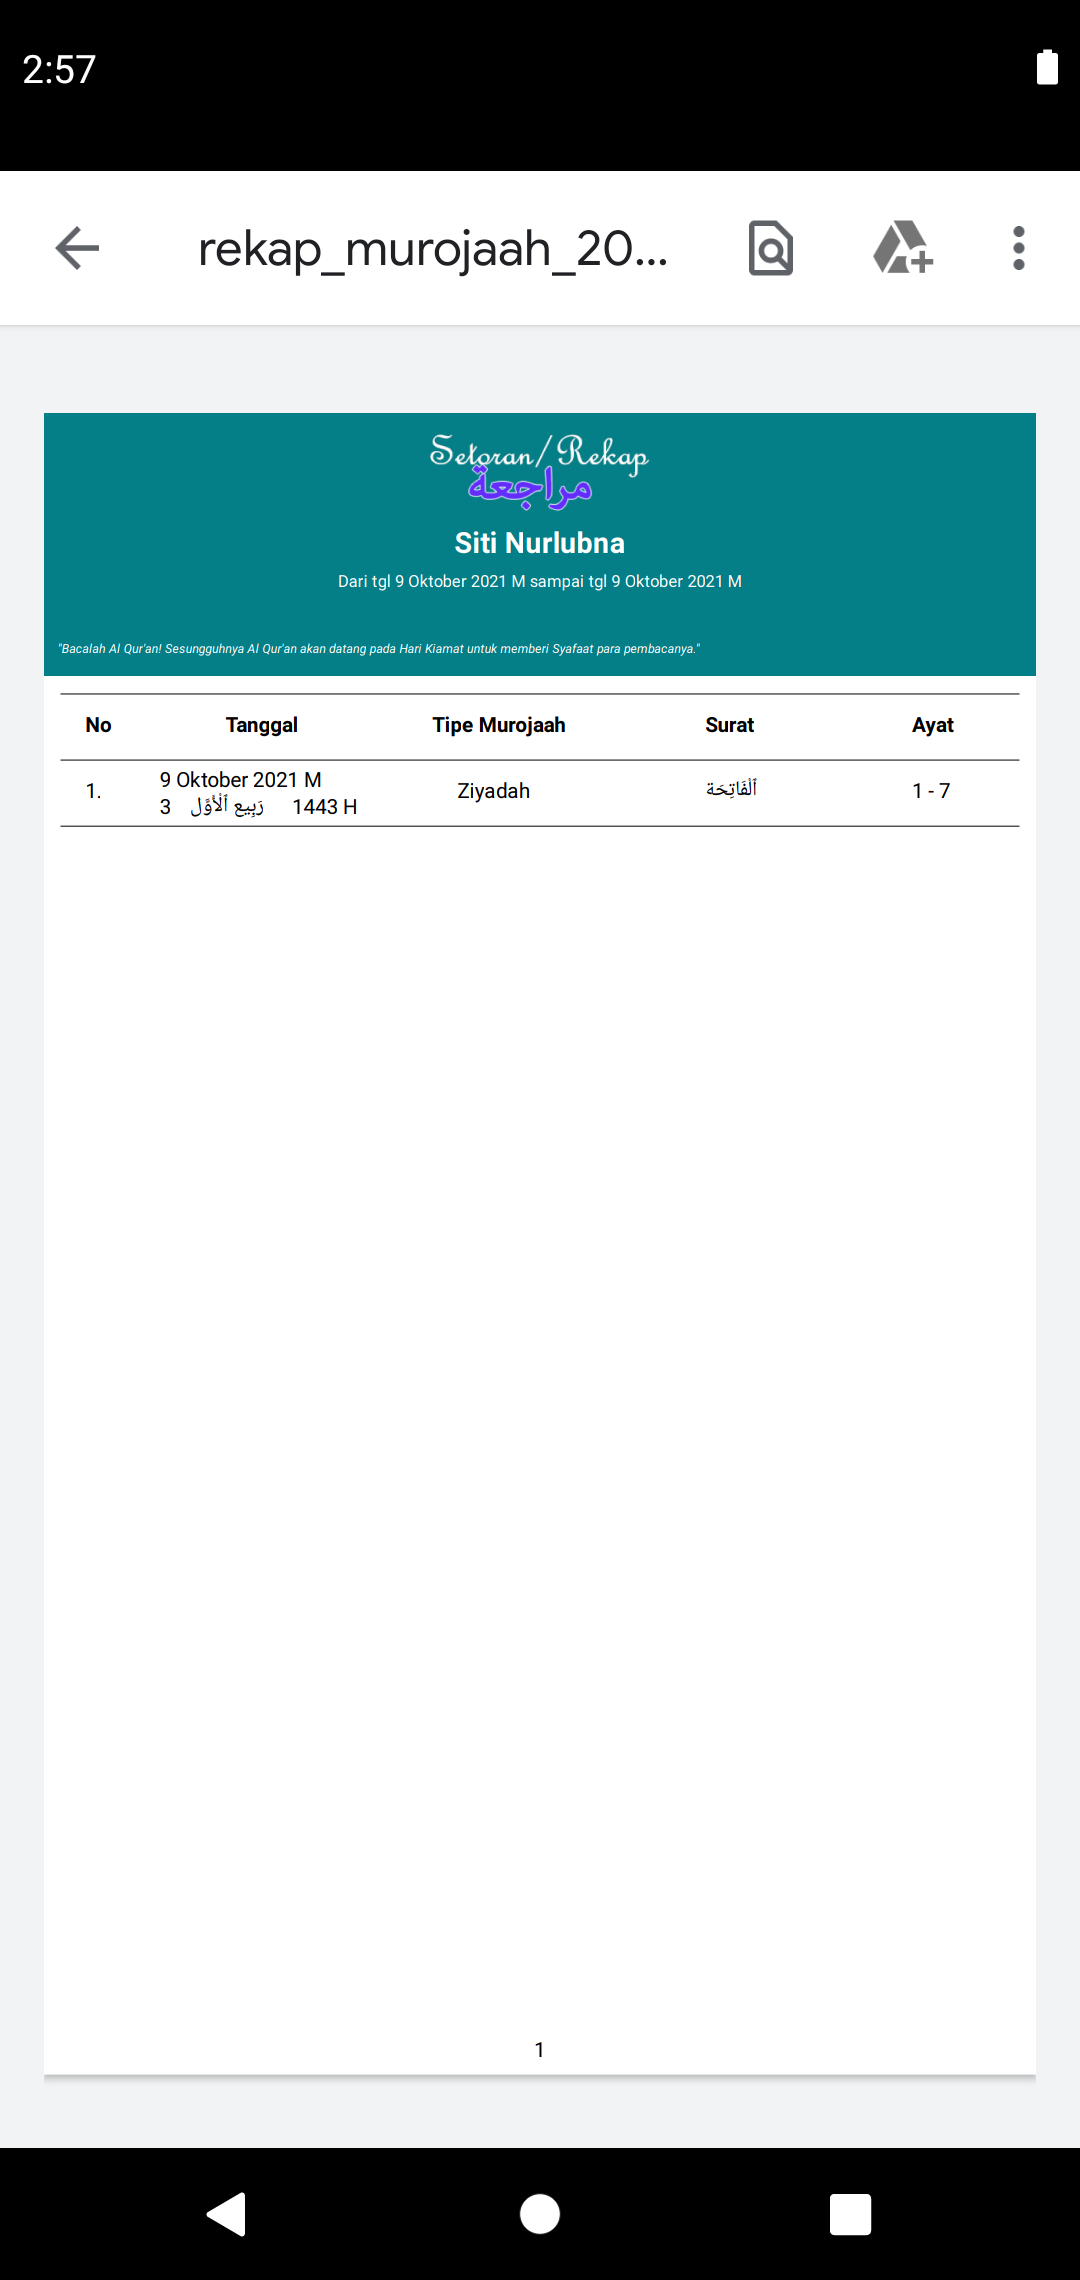 2:57
rekap_murojaah_20...
Setoran/Rekap
مراجعة
Siti Nurlubna
Dari tgl 9 Oktober 2021 M sampai tgl 9 Oktober 2021 M
"Bacalah Al Qur'an! Sesungguhnya Al Qur'an akan datang pada Hari Kiamat untuk memberi Syafaat para pembacanya."
No Tanggal Tipe Murojaah Surat Ayat
1. 9 Oktober 2021 M Ziyadah ٱلْفَاتِحَة 1 - 7
3 رَبِيع ٱلْأَوَّل 1443 H
1